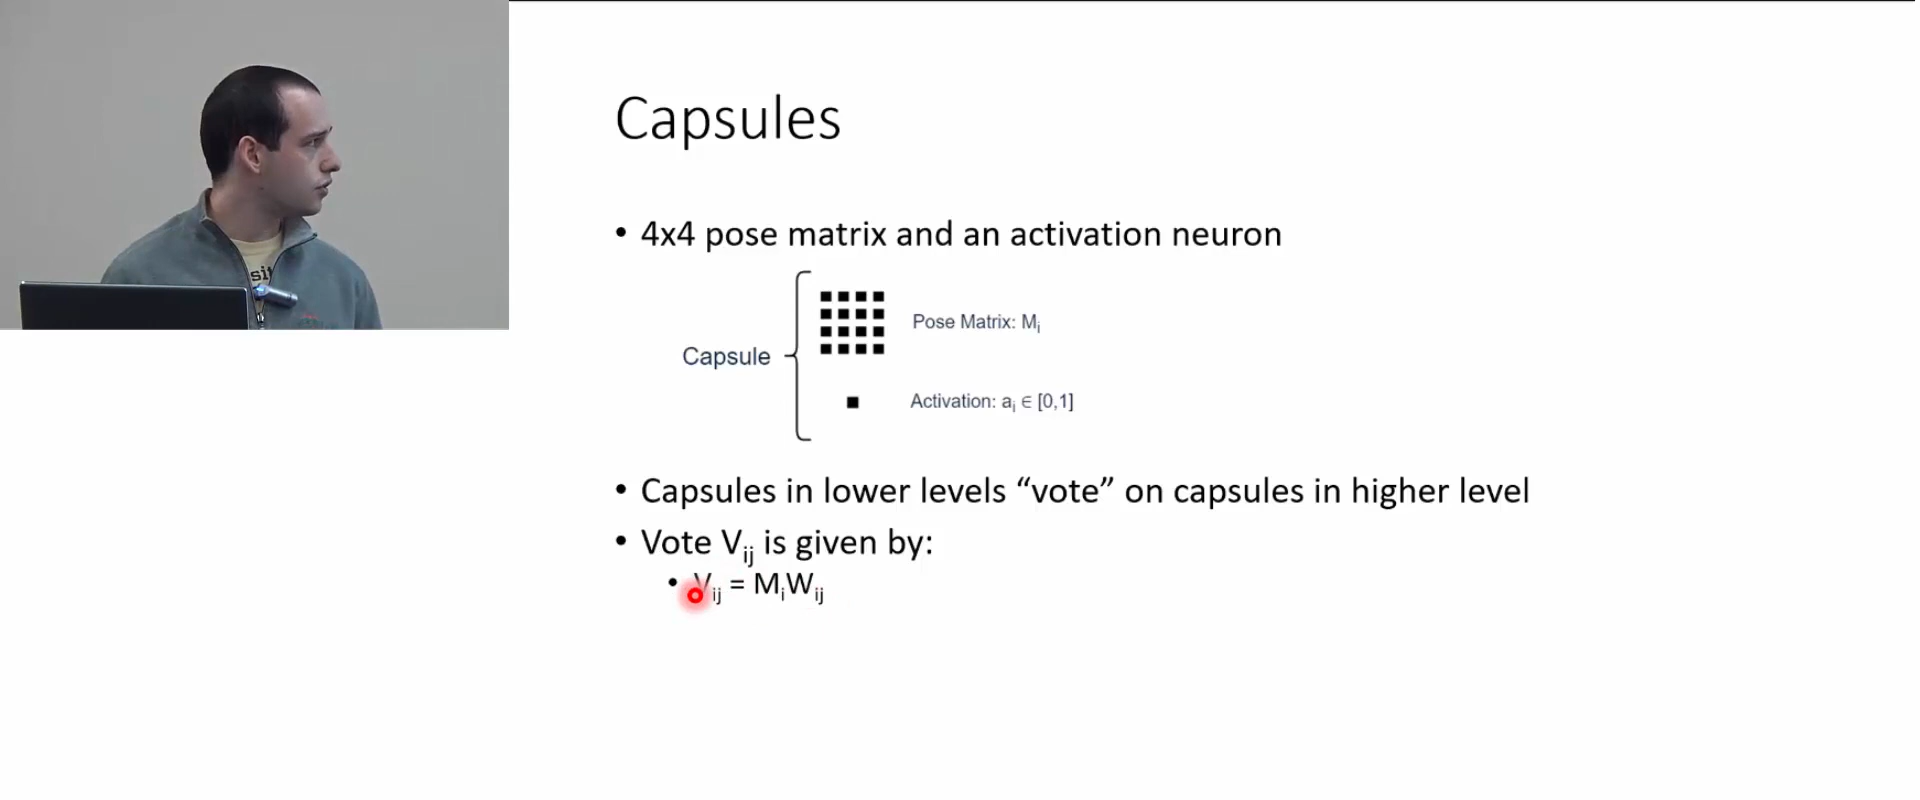 Capsules
• 4x4 pose matrix and an activation neuron
Capsule
Pose Matrix: Mᵢ
Activation: aᵢ ∈ [0,1]
• Capsules in lower levels “vote” on capsules in higher level
• Vote Vᵢⱼ is given by:
• Vᵢⱼ = MᵢWᵢⱼ